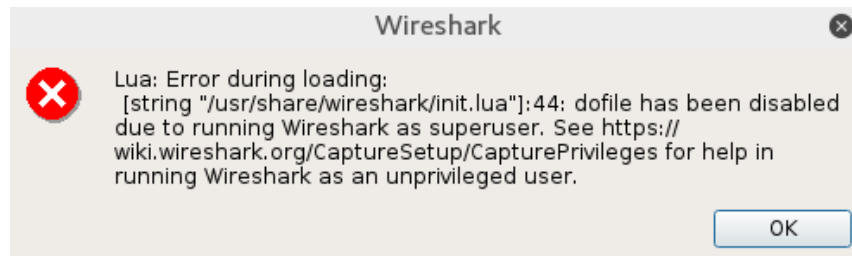 Wireshark
Lua: Error during loading:
[string "/usr/share/wireshark/init.lua"]:44: dofile has been disabled
due to running Wireshark as superuser. See https://
wiki.wireshark.org/CaptureSetup/CapturePrivileges for help in
running Wireshark as an unprivileged user.
OK